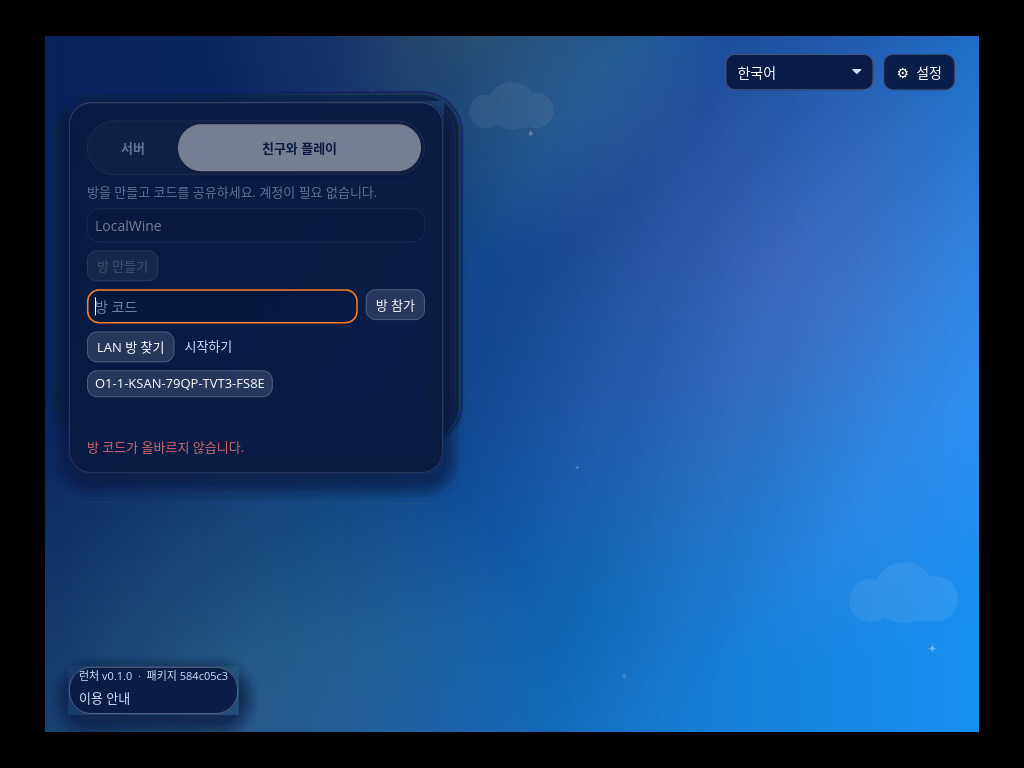 한국어
⚙ 설정
서버
친구와 플레이
방을 만들고 코드를 공유하세요. 계정이 필요 없습니다.
LocalWine
방 만들기
방 코드
방 참가
LAN 방 찾기
시작하기
O1-1-KSAN-79QP-TVT3-FS8E
방 코드가 올바르지 않습니다.
런처 v0.1.0 · 패키지 584c05c3
이용 안내